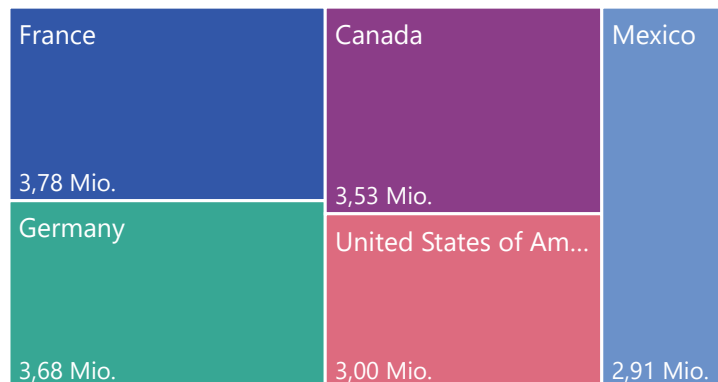 France
3,78 Mio.
Germany
3,68 Mio.
Canada
3,53 Mio.
United States of Am...
3,00 Mio.
Mexico
2,91 Mio.